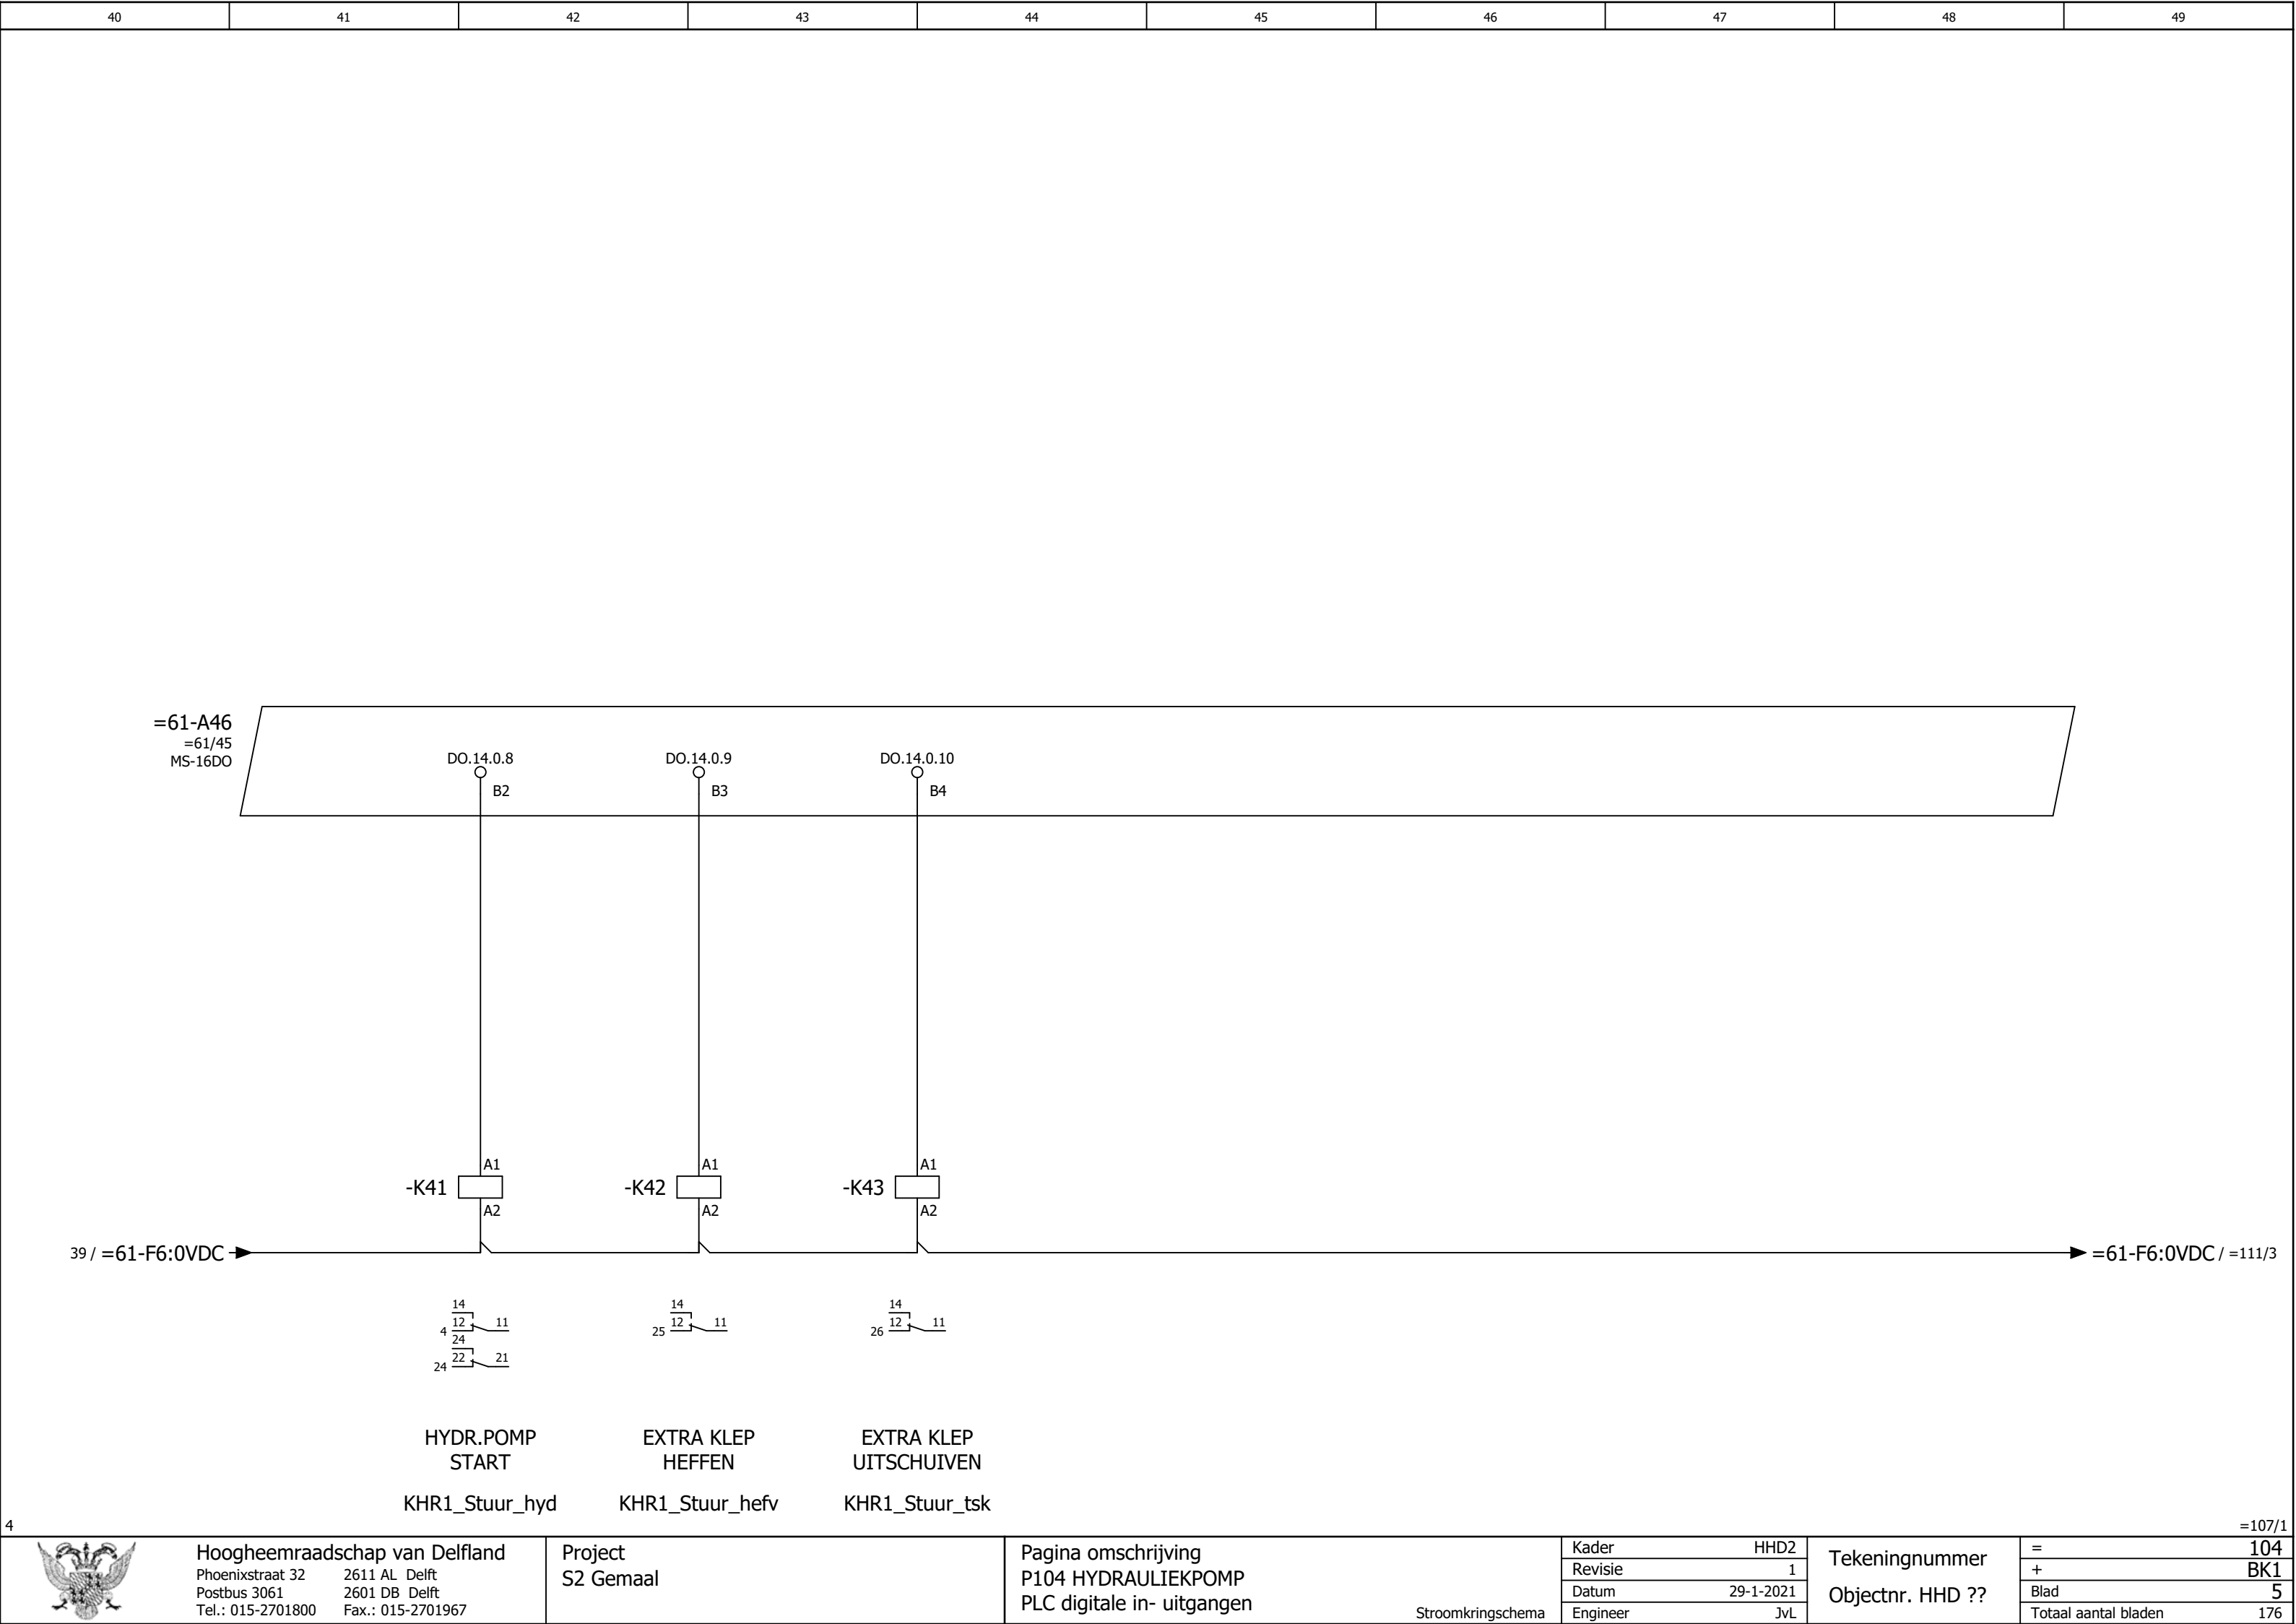 40 41 42 43 44 45 46 47 48 49
=61-A46
=61/45
MS-16DO
DO.14.0.8 DO.14.0.9 DO.14.0.10
B2 B3 B4
A1 A1 A1
-K41 -K42 -K43
A2 A2 A2
39 / =61-F6:0VDC =61-F6:0VDC / =111/3
14 14 14
4 12 11 25 12 11 26 12 11
24
24 22 21
HYDR.POMP EXTRA KLEP EXTRA KLEP
START HEFFEN UITSCHUIVEN
KHR1_Stuur_hyd KHR1_Stuur_hefv KHR1_Stuur_tsk
4 =107/1
Hoogheemraadschap van Delfland
Phoenixstraat 32 2611 AL Delft
Postbus 3061 2601 DB Delft
Tel.: 015-2701800 Fax.: 015-2701967
Project
S2 Gemaal
Pagina omschrijving
P104 HYDRAULIEKPOMP
PLC digitale in- uitgangen
Stroomkringschema
Kader HHD2
Revisie 1
Datum 29-1-2021
Engineer JvL
Tekeningnummer
Objectnr. HHD ??
= 104
+ BK1
Blad 5
Totaal aantal bladen 176